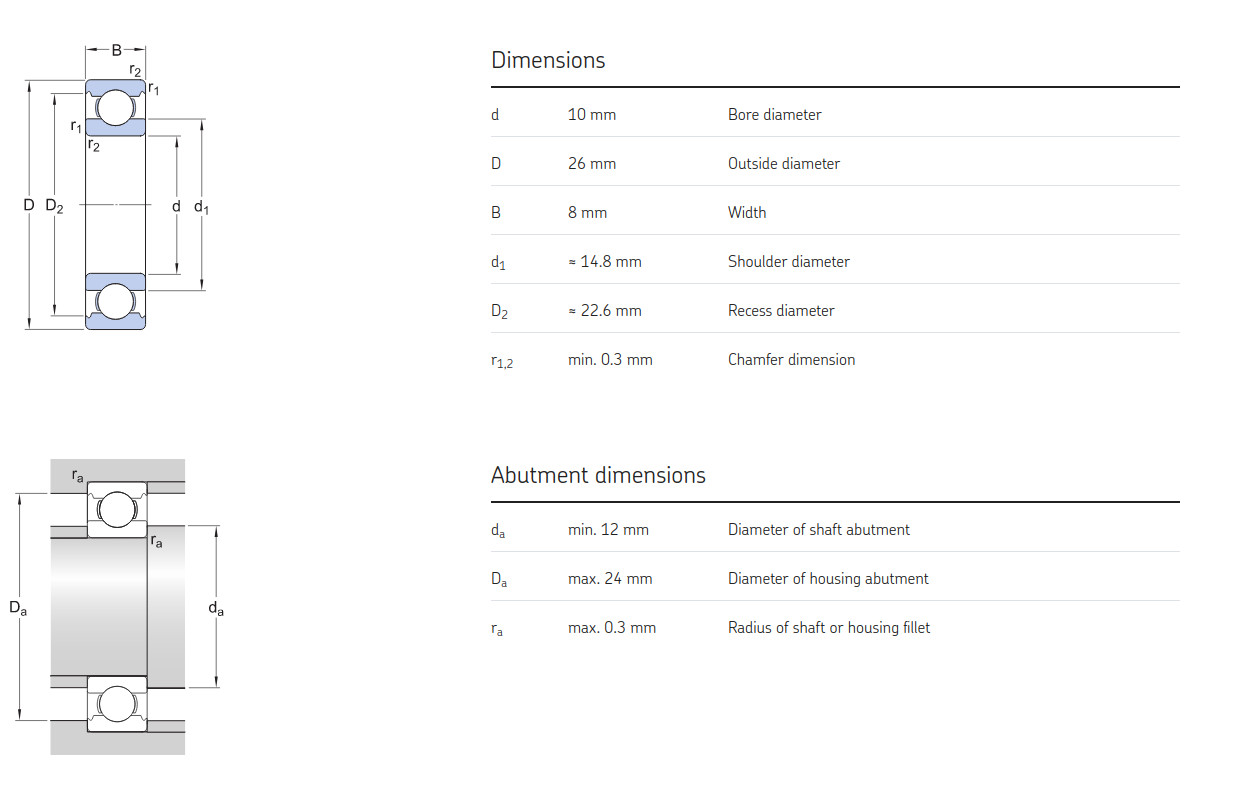 B
r2
r1
r1
r2
D D2 d d1
Dimensions
d 10 mm Bore diameter
D 26 mm Outside diameter
B 8 mm Width
d1 ≈ 14.8 mm Shoulder diameter
D2 ≈ 22.6 mm Recess diameter
r1,2 min. 0.3 mm Chamfer dimension
ra
ra
Da da
Abutment dimensions
da min. 12 mm Diameter of shaft abutment
Da max. 24 mm Diameter of housing abutment
ra max. 0.3 mm Radius of shaft or housing fillet